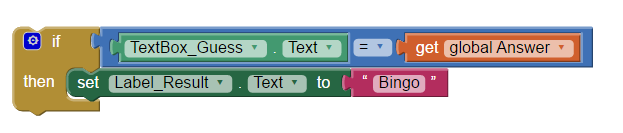 if TextBox_Guess . Text = get global Answer
then set Label_Result . Text to “ Bingo ”